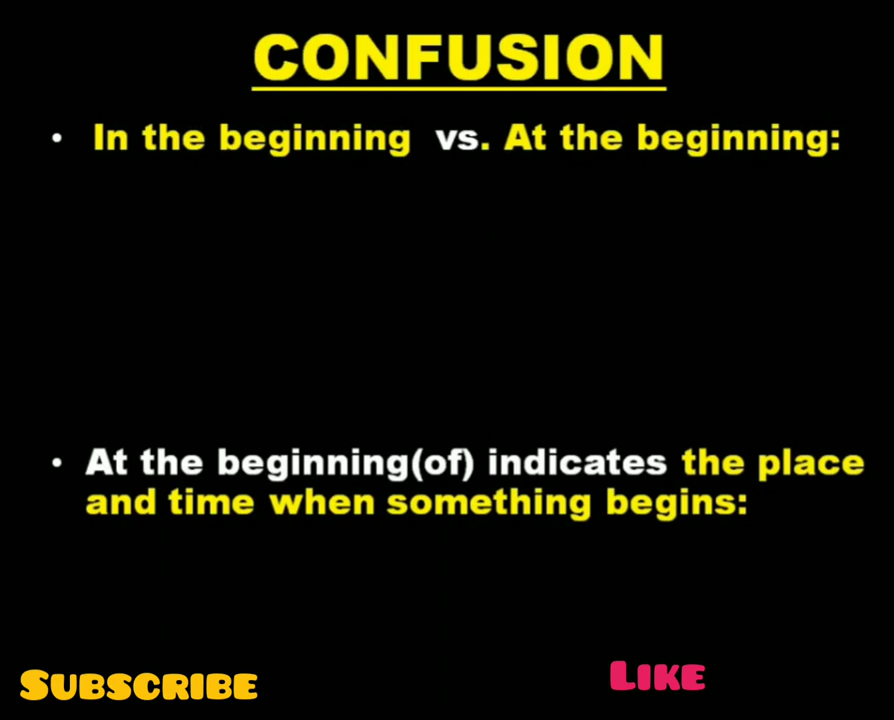 CONFUSION
• In the beginning vs. At the beginning:
• At the beginning(of) indicates the place
and time when something begins:
SUBSCRIBE
LIKE